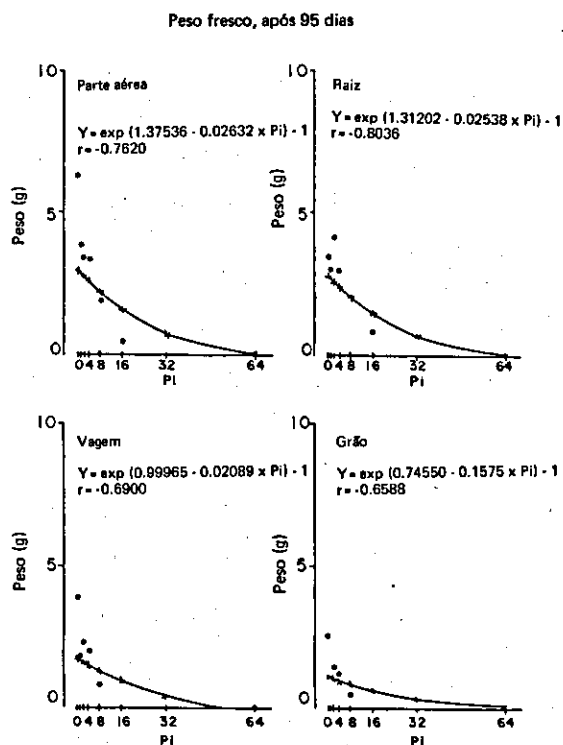 Peso fresco, após 95 dias
10
Parte aérea
Y = exp (1.37536 - 0.02632 x Pi) - 1
r = -0.7620
Peso (g)
5
0
0 4 8 16 32 64
Pi
10
Raiz
Y = exp (1.31202 - 0.02538 x Pi) - 1
r = -0.8036
Peso (g)
5
0
0 4 8 16 32 64
Pi
10
Vagem
Y = exp (0.99965 - 0.02089 x Pi) - 1
r = -0.6900
Peso (g)
5
0
0 4 8 16 32 64
Pi
10
Grão
Y = exp (0.74550 - 0.1575 x Pi) - 1
r = -0.6588
Peso (g)
5
0
0 4 8 16 32 64
Pi